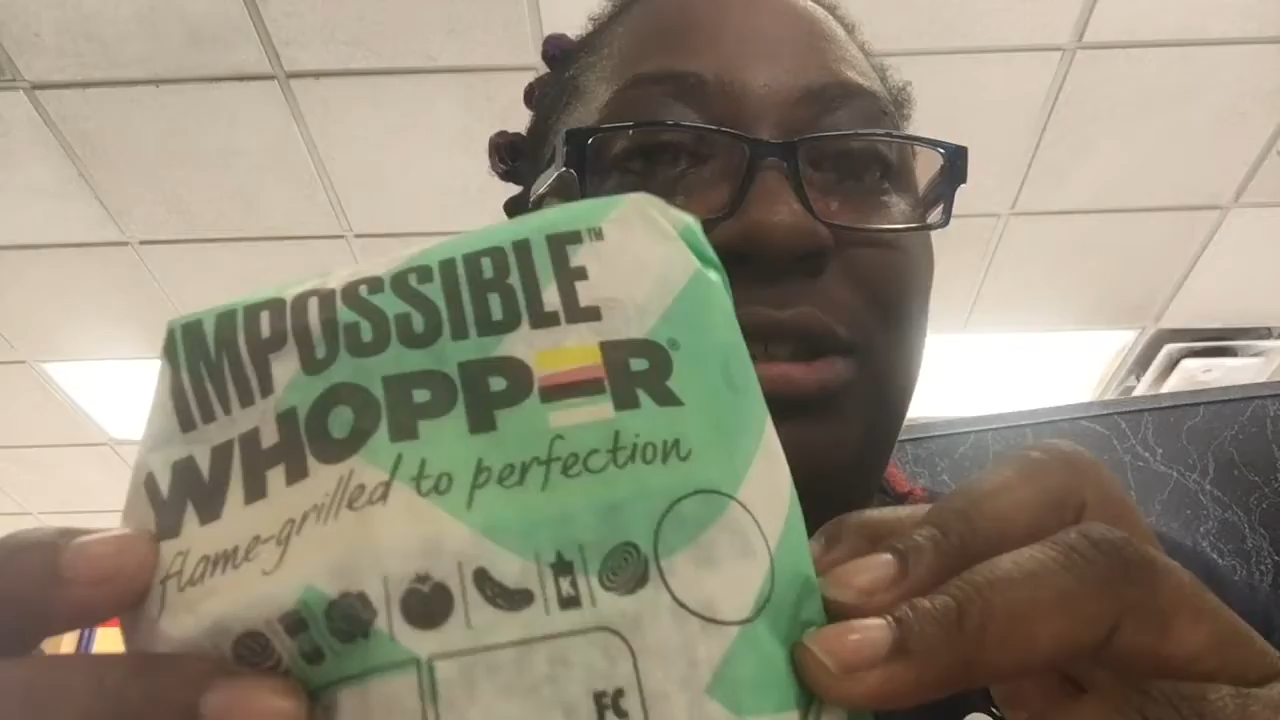 IMPOSSIBLE™
WHOPPER®
flame-grilled to perfection
K
FC